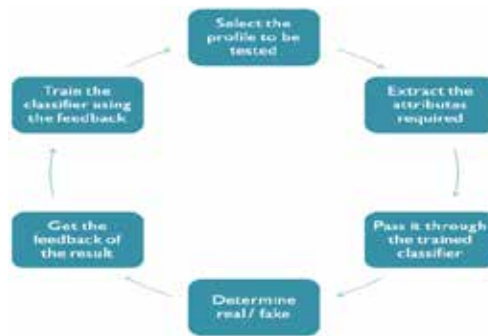 Select the
profile to be
tested
Extract the
attributes
required
Pass it through
the trained
classifier
Determine
real / fake
Get the
feedback of
the result
Train the
classifier using
the feedback